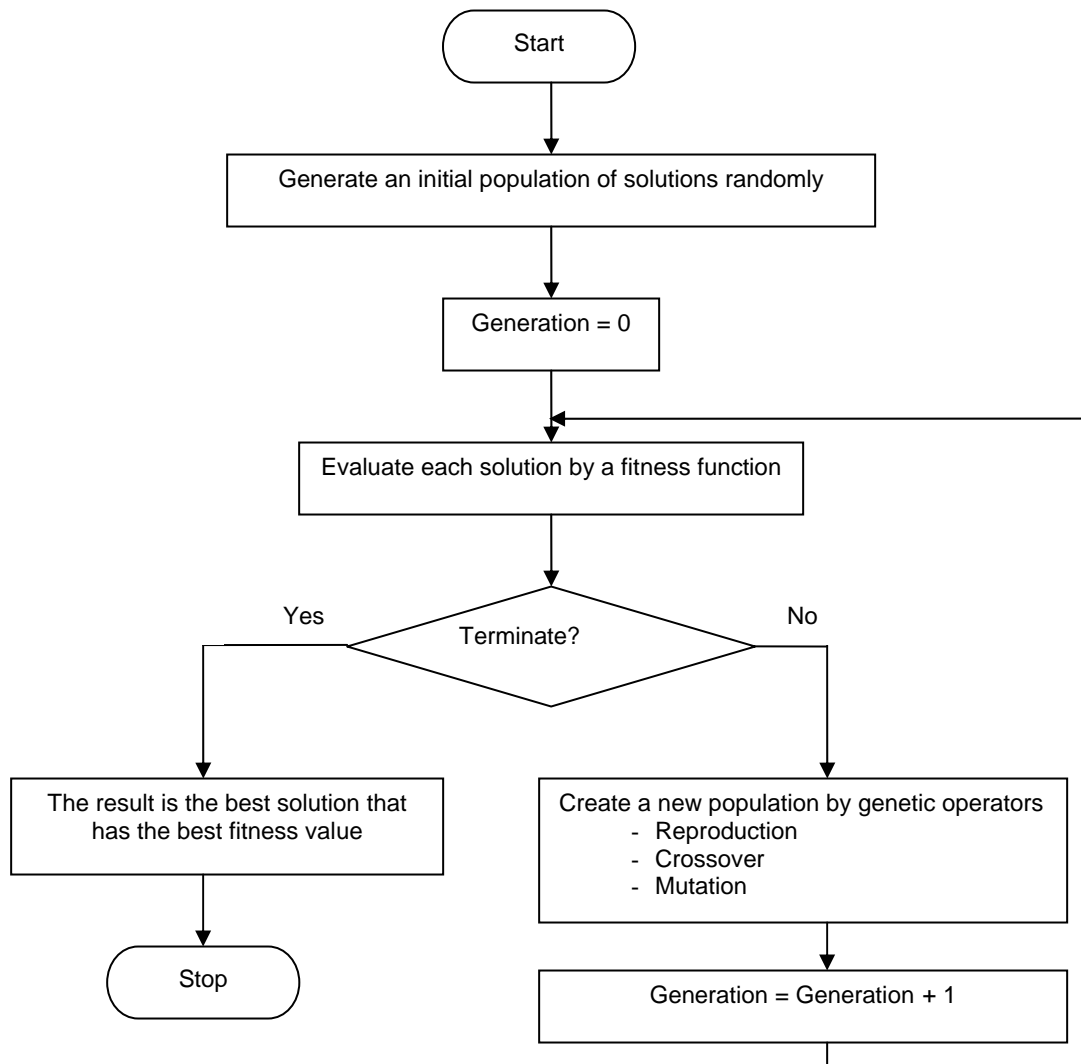 Start
Generate an initial population of solutions randomly
Generation = 0
Evaluate each solution by a fitness function
Yes
Terminate?
No
The result is the best solution that
has the best fitness value
Create a new population by genetic operators
- Reproduction
- Crossover
- Mutation
Stop
Generation = Generation + 1